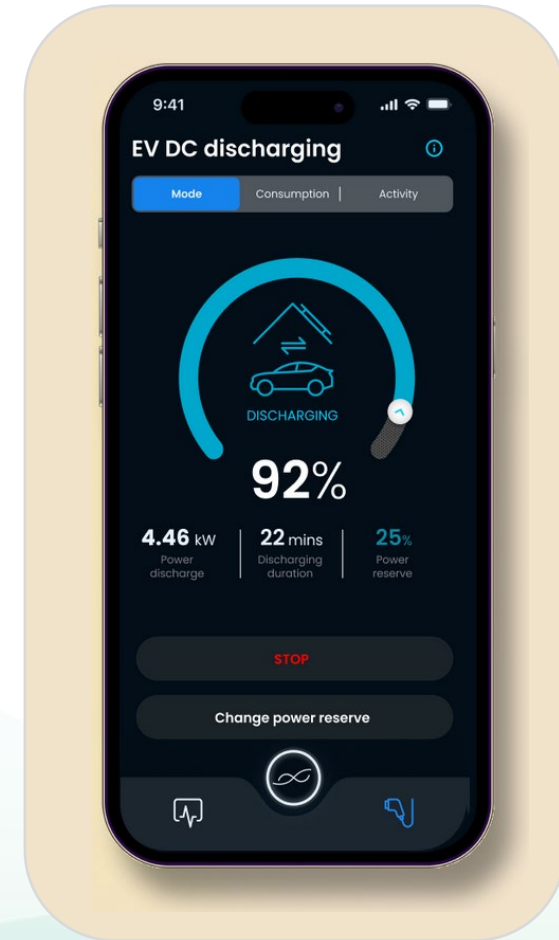 9:41
EV DC discharging
Mode Consumption Activity
DISCHARGING
92%
4.46 kW 22 mins 25%
Power discharge Discharging duration Power reserve
STOP
Change power reserve